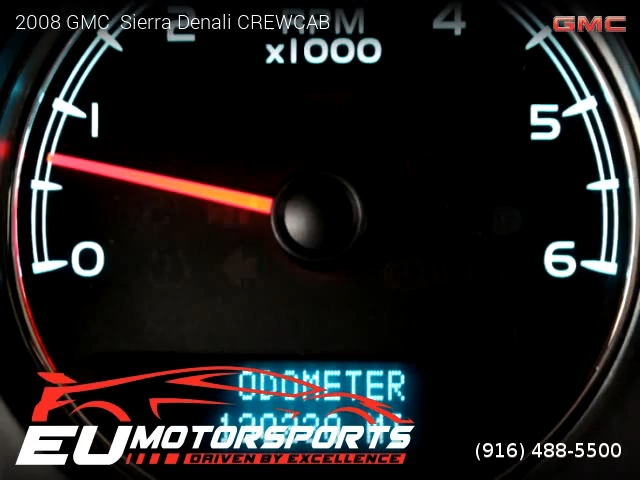 2008 GMC Sierra Denali CREWCAB
GMC
2 RPM 4
x1000
1 5
0 6
ODOMETER
EU MOTORSPORTS
DRIVEN BY EXCELLENCE
(916) 488-5500